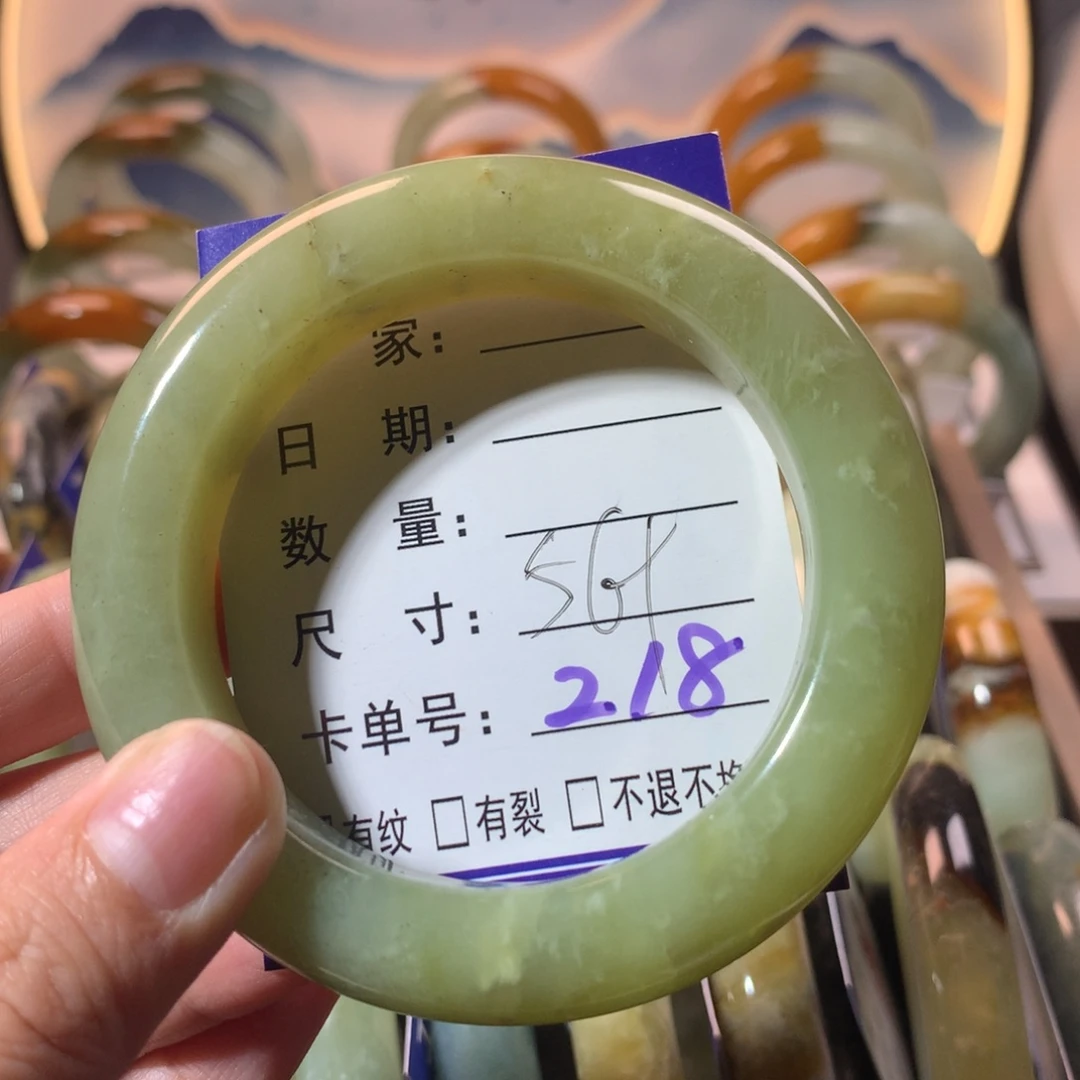 家：
日 期：
数 量：
尺 寸：56
卡单号：218
有纹 □有裂 □不退不